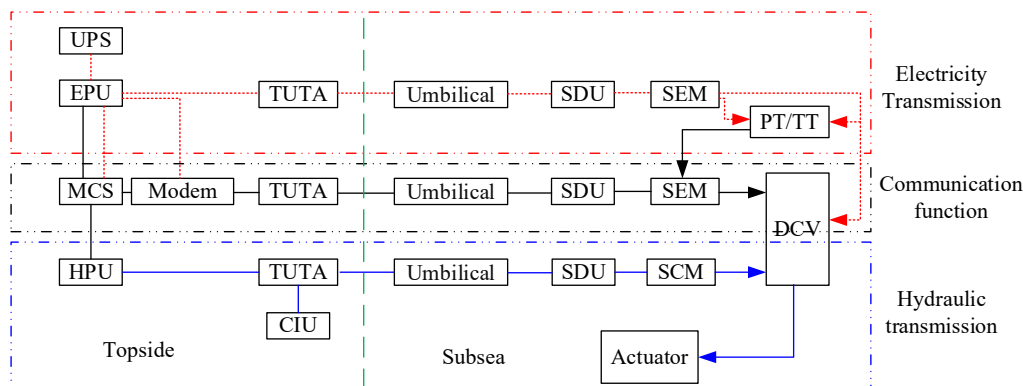 UPS
EPU
TUTA
Umbilical
SDU
SEM
Electricity
Transmission
PT/TT
MCS
Modem
TUTA
Umbilical
SDU
SEM
Communication
function
DCV
HPU
TUTA
Umbilical
SDU
SCM
Hydraulic
transmission
CIU
Topside
Subsea
Actuator